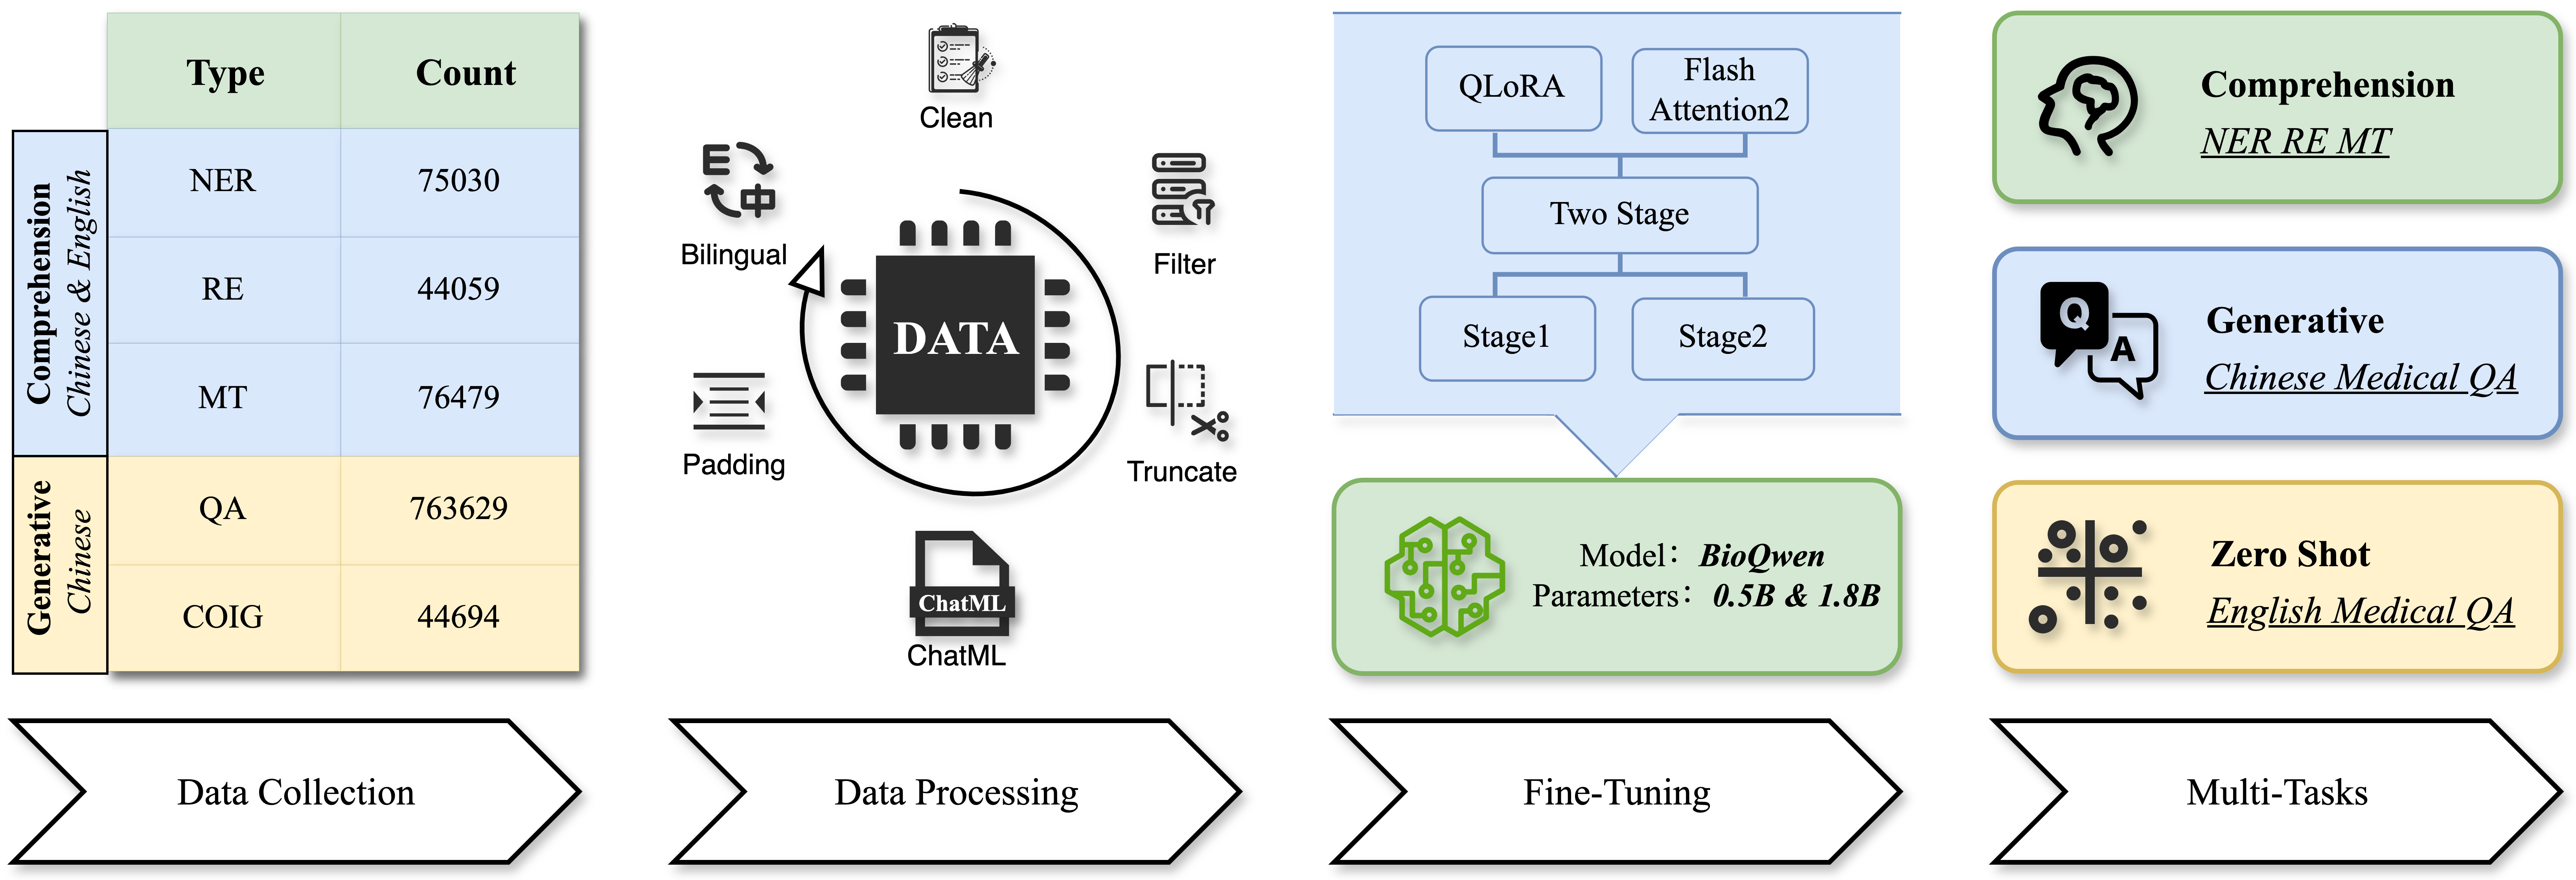 Type Count
Comprehension
Chinese & English
NER 75030
RE 44059
MT 76479
Generative
Chinese
QA 763629
COIG 44694
Data Collection
Clean
Filter
Truncate
ChatML
ChatML
Padding
Bilingual
DATA
Data Processing
QLoRA
Flash
Attention2
Two Stage
Stage1
Stage2
Model： BioQwen
Parameters： 0.5B & 1.8B
Fine-Tuning
Comprehension
NER RE MT
Q
A
Generative
Chinese Medical QA
Zero Shot
English Medical QA
Multi-Tasks